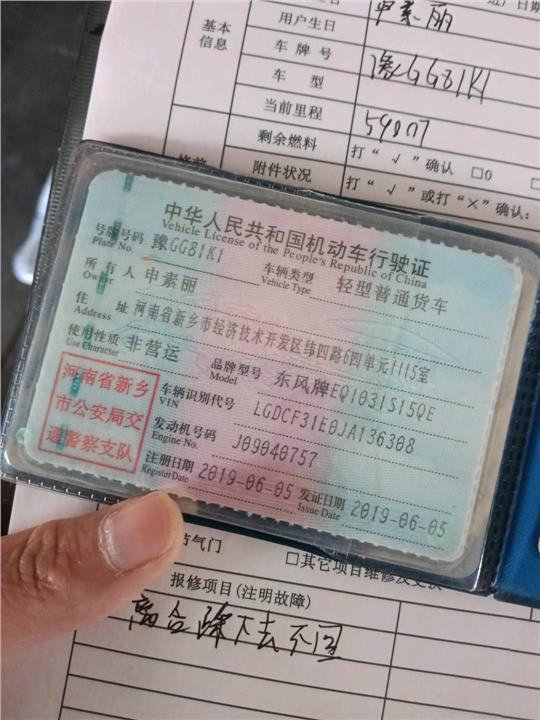 申素丽
基本
信息
用户生日
车牌号 豫GG81K1
车型
当前里程 59077
剩余燃料 打“√”确认 □0
附件状况 打“√”或打“×”确认:
中华人民共和国机动车行驶证
Vehicle License of the People's Republic of China
号牌号码 豫GG81K1 车辆类型 轻型普通货车
Plate No. Vehicle Type
所有人 申素丽
Owner
住址 河南省新乡市经济技术开发区纬四路6四单元1115室
Address
使用性质 非营运 品牌型号 东风牌EQ1031S15QE
Use Character Model
河南省新乡
市公安局交
通警察支队
车辆识别代号 LGDCF31E0JA136308
VIN
发动机号码 J09040757
Engine No.
注册日期 2019-06-05 发证日期 2019-06-05
Register Date Issue Date
节气门 □其它项目维修及更换
报修项目(注明故障)
离合踩下去不回